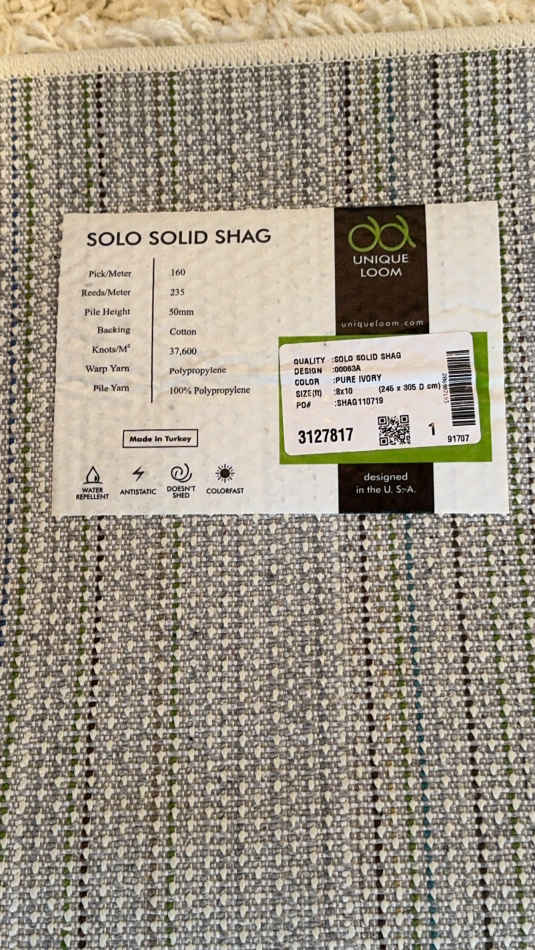 SOLO SOLID SHAG
Pick/Meter 160
Reeds/Meter 235
Pile Height 50mm
Backing Cotton
Knots/M² 37,600
Warp Yarn Polypropylene
Pile Yarn 100% Polypropylene
Made in Turkey
WATER REPELLENT
ANTISTATIC
DOESN'T SHED
COLORFAST
UNIQUE
LOOM
uniqueloom.com
QUALITY :SOLO SOLID SHAG
DESIGN :00063A
COLOR :PURE IVORY
SIZE(ft) :8x10 (245 x 305 D cm)
PO# :SHAG110719
3127817
1
91707
designed
in the U.S.A.